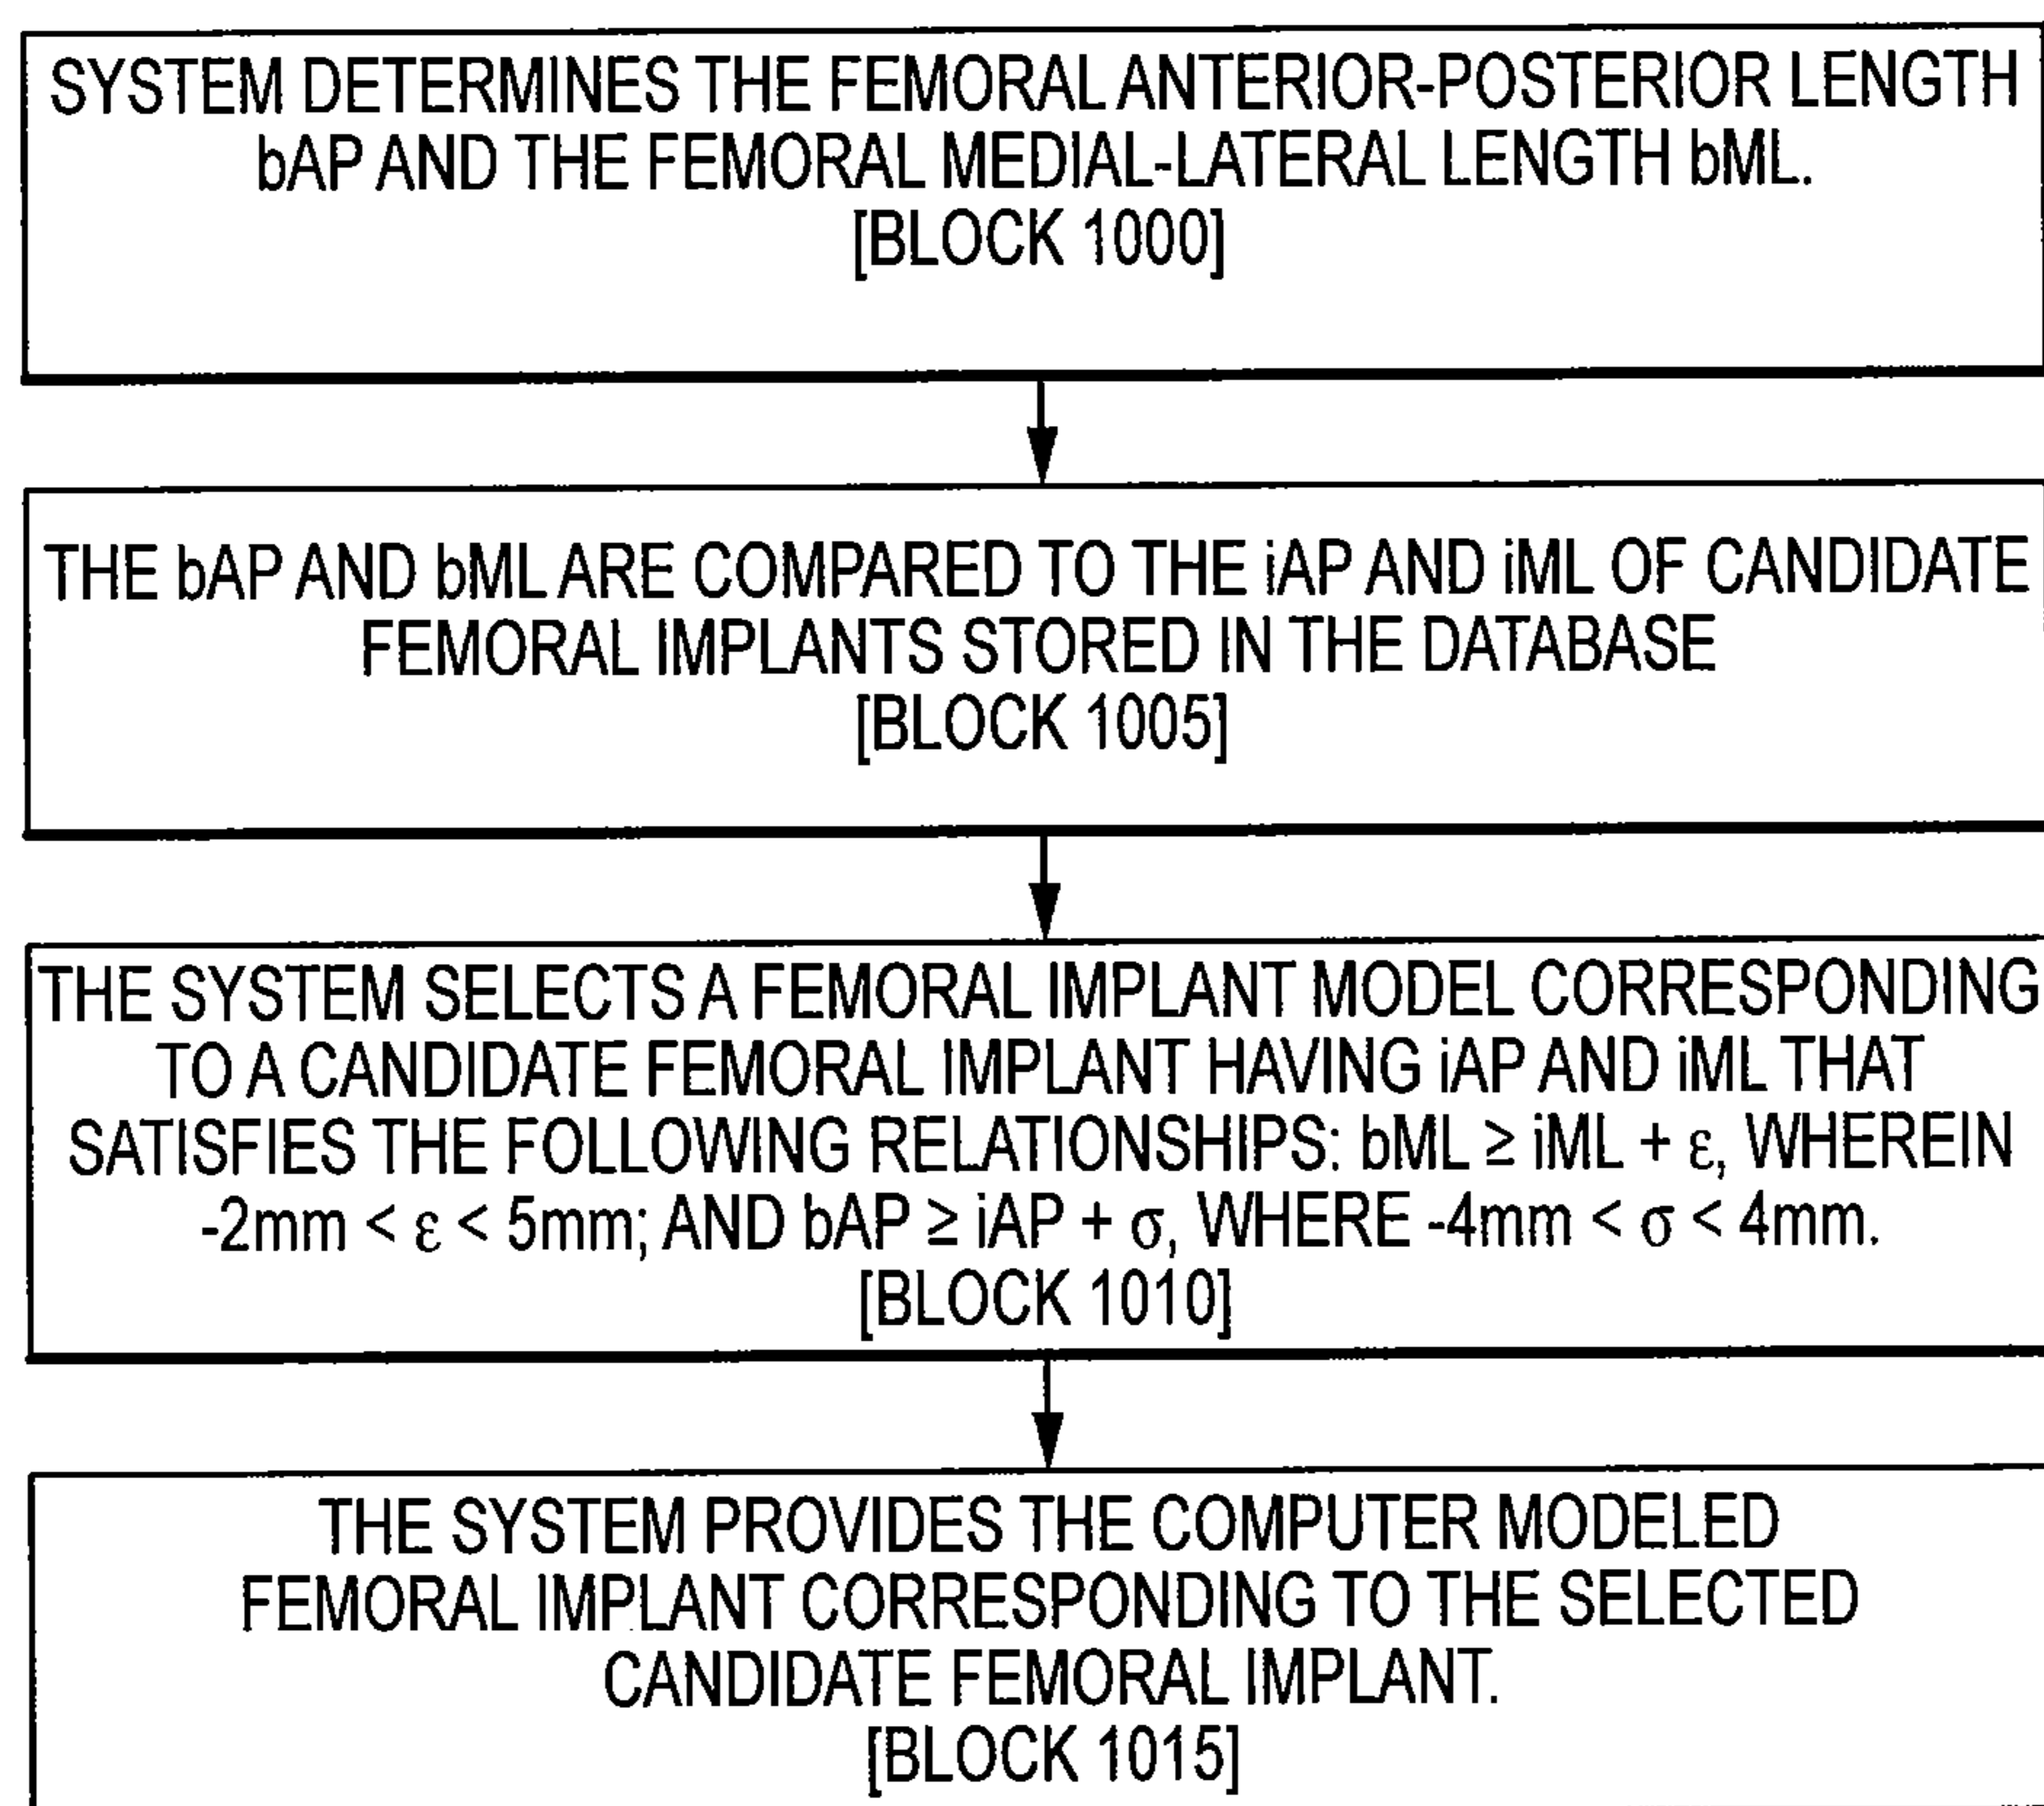 SYSTEM DETERMINES THE FEMORAL ANTERIOR-POSTERIOR LENGTH
bAP AND THE FEMORAL MEDIAL-LATERAL LENGTH bML.
[BLOCK 1000]
THE bAP AND bML ARE COMPARED TO THE iAP AND iML OF CANDIDATE
FEMORAL IMPLANTS STORED IN THE DATABASE
[BLOCK 1005]
THE SYSTEM SELECTS A FEMORAL IMPLANT MODEL CORRESPONDING
TO A CANDIDATE FEMORAL IMPLANT HAVING iAP AND iML THAT
SATISFIES THE FOLLOWING RELATIONSHIPS: bML ≥ iML + ε, WHEREIN
-2mm < ε < 5mm; AND bAP ≥ iAP + σ, WHERE -4mm < σ < 4mm.
[BLOCK 1010]
THE SYSTEM PROVIDES THE COMPUTER MODELED
FEMORAL IMPLANT CORRESPONDING TO THE SELECTED
CANDIDATE FEMORAL IMPLANT.
[BLOCK 1015]